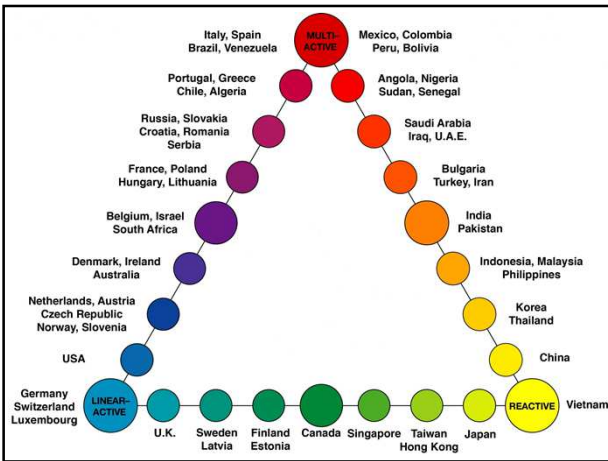 Italy, Spain
Brazil, Venezuela
MULTI-
ACTIVE
Mexico, Colombia
Peru, Bolivia
Portugal, Greece
Chile, Algeria
Angola, Nigeria
Sudan, Senegal
Russia, Slovakia
Croatia, Romania
Serbia
Saudi Arabia
Iraq, U.A.E.
France, Poland
Hungary, Lithuania
Bulgaria
Turkey, Iran
Belgium, Israel
South Africa
India
Pakistan
Denmark, Ireland
Australia
Indonesia, Malaysia
Philippines
Netherlands, Austria
Czech Republic
Norway, Slovenia
Korea
Thailand
USA
China
Germany
Switzerland
Luxembourg
LINEAR-
ACTIVE
REACTIVE
Vietnam
U.K.
Sweden
Latvia
Finland
Estonia
Canada
Singapore
Taiwan
Hong Kong
Japan